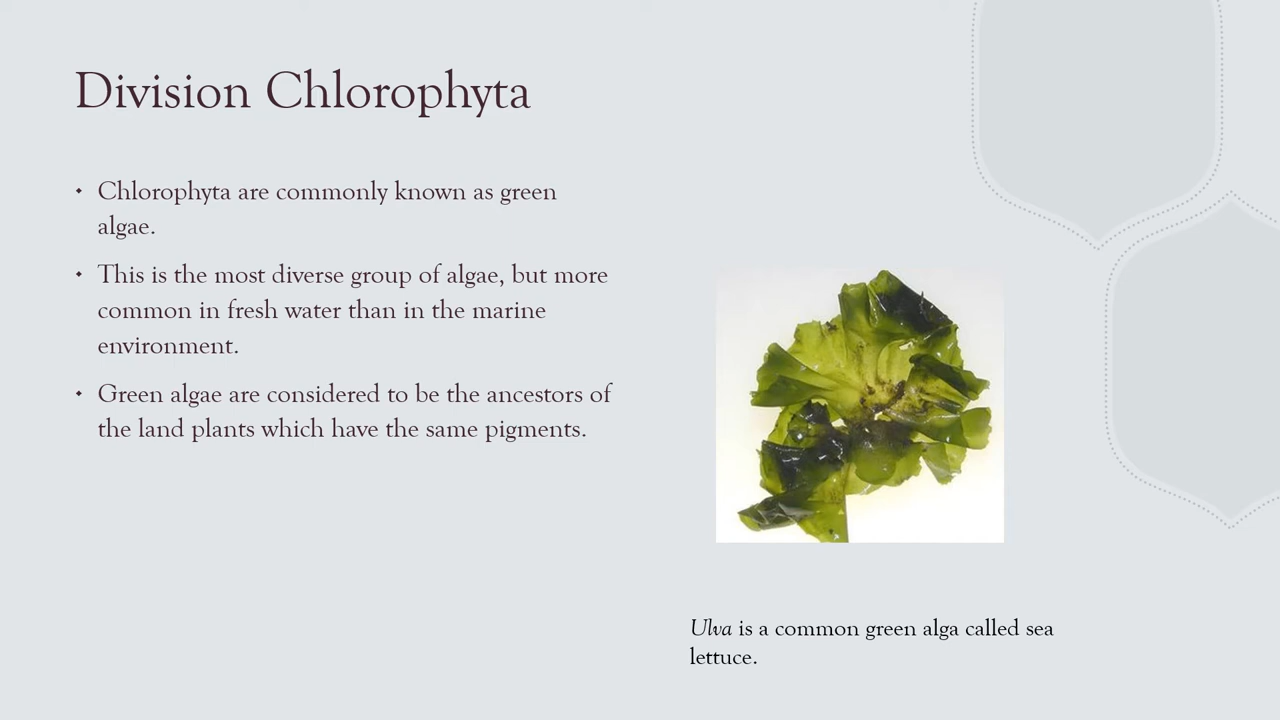 Division Chlorophyta
• Chlorophyta are commonly known as green
algae.
• This is the most diverse group of algae, but more
common in fresh water than in the marine
environment.
• Green algae are considered to be the ancestors of
the land plants which have the same pigments.
Ulva is a common green alga called sea
lettuce.